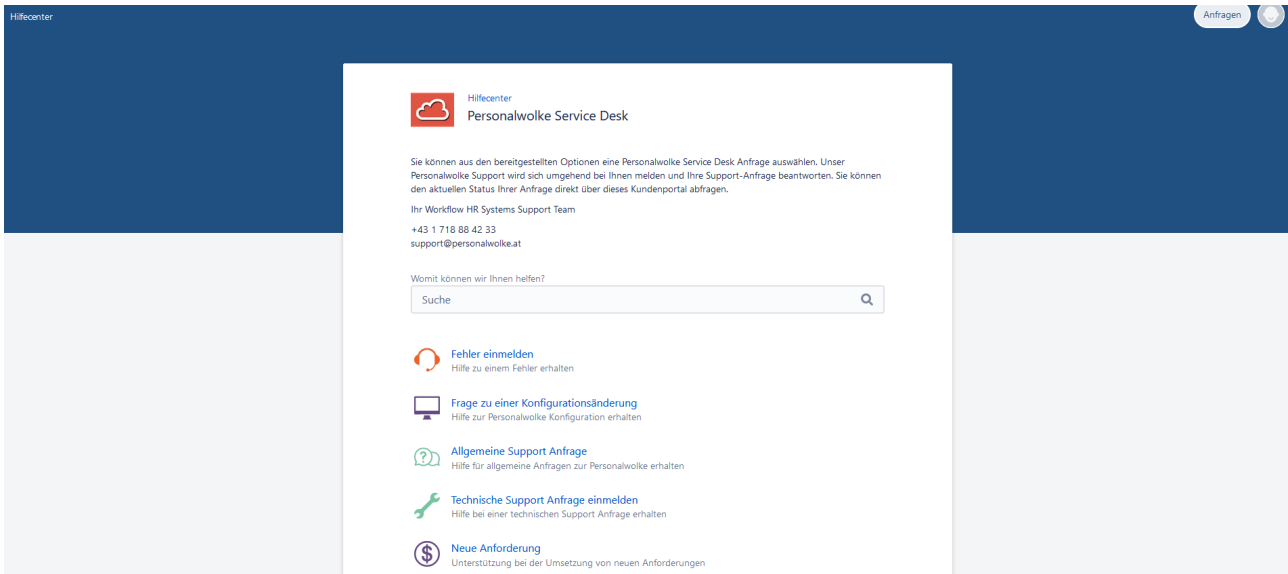 Hilfecenter
Anfragen
Hilfecenter
Personalwolke Service Desk
Sie können aus den bereitgestellten Optionen eine Personalwolke Service Desk Anfrage auswählen. Unser
Personalwolke Support wird sich umgehend bei Ihnen melden und Ihre Support-Anfrage beantworten. Sie können
den aktuellen Status Ihrer Anfrage direkt über dieses Kundenportal abfragen.
Ihr Workflow HR Systems Support Team
+43 1 718 88 42 33
support@personalwolke.at
Womit können wir Ihnen helfen?
Suche
Fehler einmelden
Hilfe zu einem Fehler erhalten
Frage zu einer Konfigurationsänderung
Hilfe zur Personalwolke Konfiguration erhalten
Allgemeine Support Anfrage
Hilfe für allgemeine Anfragen zur Personalwolke erhalten
Technische Support Anfrage einmelden
Hilfe bei einer technischen Support Anfrage erhalten
Neue Anforderung
Unterstützung bei der Umsetzung von neuen Anforderungen